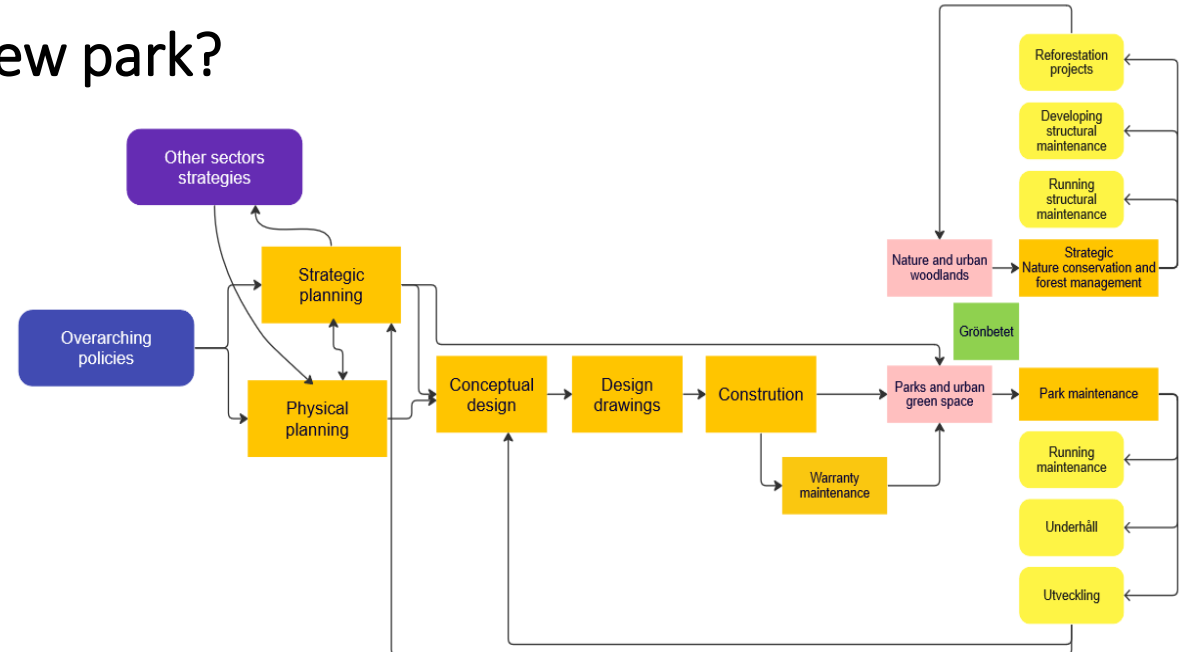 ew park?
Other sectors
strategies
Overarching
policies
Strategic
planning
Physical
planning
Conceptual
design
Design
drawings
Constrution
Warranty
maintenance
Reforestation
projects
Developing
structural
maintenance
Running
structural
maintenance
Nature and urban
woodlands
Strategic
Nature conservation and
forest management
Grönbetet
Parks and urban
green space
Park maintenance
Running
maintenance
Underhåll
Utveckling